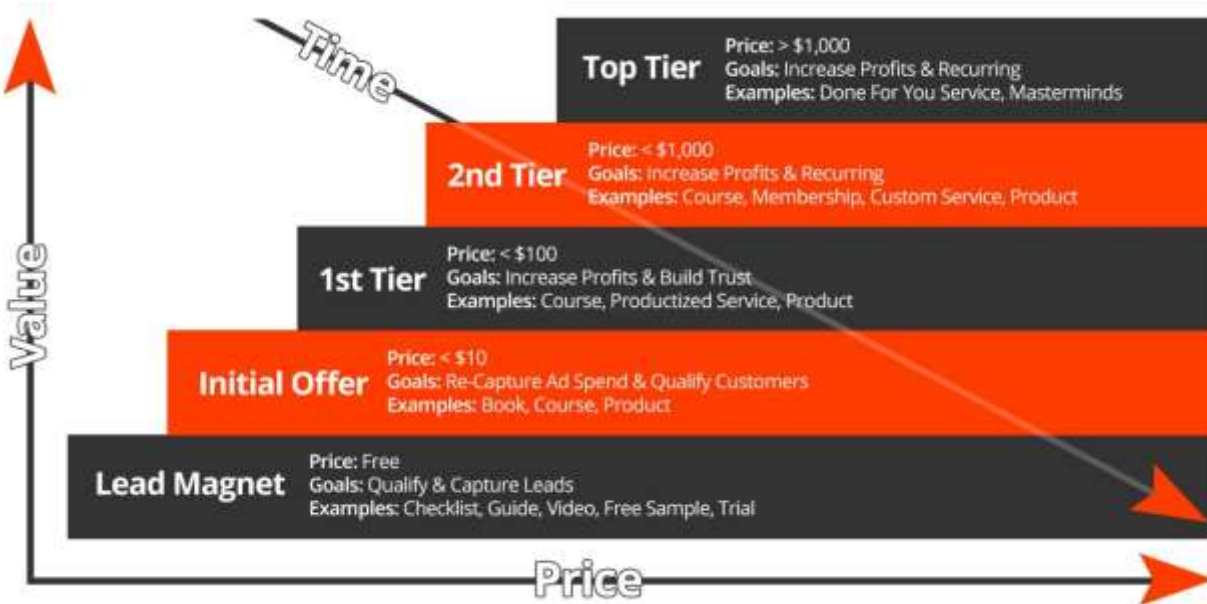 Time
Top Tier
Price: > $1,000
Goals: Increase Profits & Recurring
Examples: Done For You Service, Masterminds
2nd Tier
Price: < $1,000
Goals: Increase Profits & Recurring
Examples: Course, Membership, Custom Service, Product
1st Tier
Price: < $100
Goals: Increase Profits & Build Trust
Examples: Course, Productized Service, Product
Initial Offer
Price: < $10
Goals: Re-Capture Ad Spend & Qualify Customers
Examples: Book, Course, Product
Lead Magnet
Price: Free
Goals: Qualify & Capture Leads
Examples: Checklist, Guide, Video, Free Sample, Trial
Value
Price